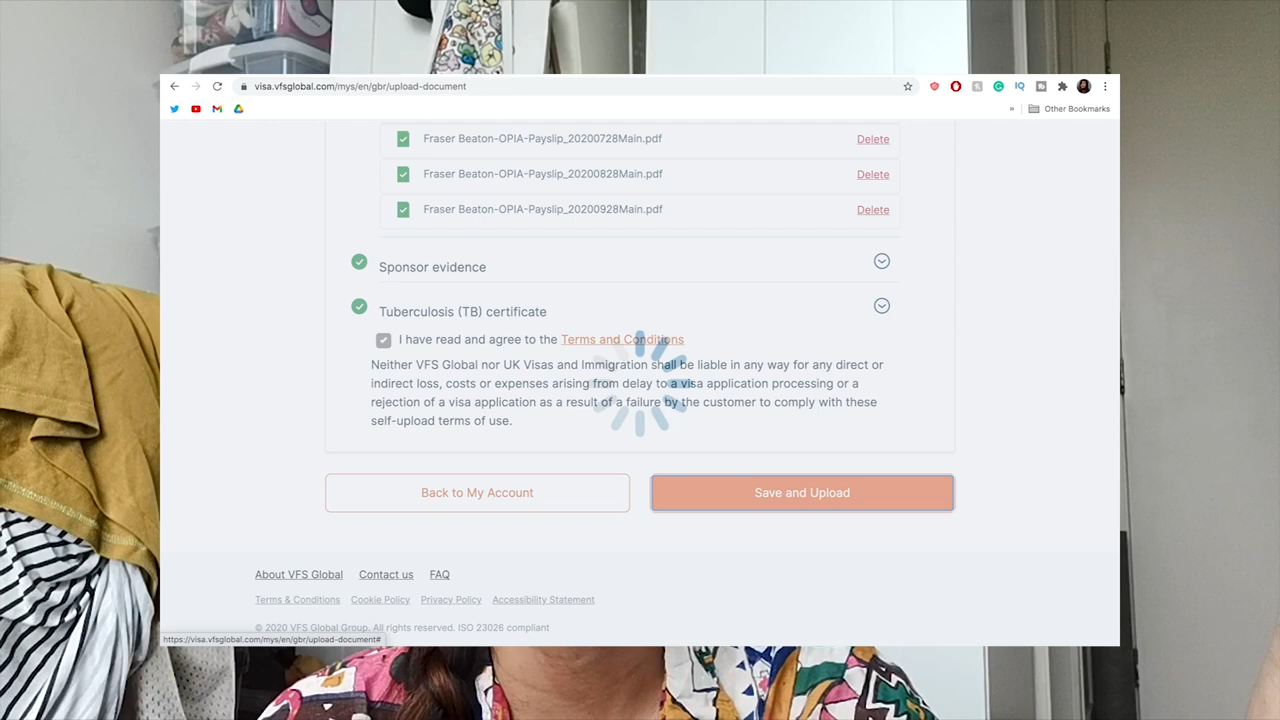 visa.vfsglobal.com/mys/en/gbr/upload-document
IQ
» Other Bookmarks
Fraser Beaton-OPIA-Payslip_20200728Main.pdf Delete
Fraser Beaton-OPIA-Payslip_20200828Main.pdf Delete
Fraser Beaton-OPIA-Payslip_20200928Main.pdf Delete
Sponsor evidence
Tuberculosis (TB) certificate
I have read and agree to the Terms and Conditions
Neither VFS Global nor UK Visas and Immigration shall be liable in any way for any direct or
indirect loss, costs or expenses arising from delay to a visa application processing or a
rejection of a visa application as a result of a failure by the customer to comply with these
self-upload terms of use.
Back to My Account Save and Upload
About VFS Global Contact us FAQ
Terms & Conditions Cookie Policy Privacy Policy Accessibility Statement
© 2020 VFS Global Group. All rights reserved. ISO 23026 compliant
https://visa.vfsglobal.com/mys/en/gbr/upload-document#